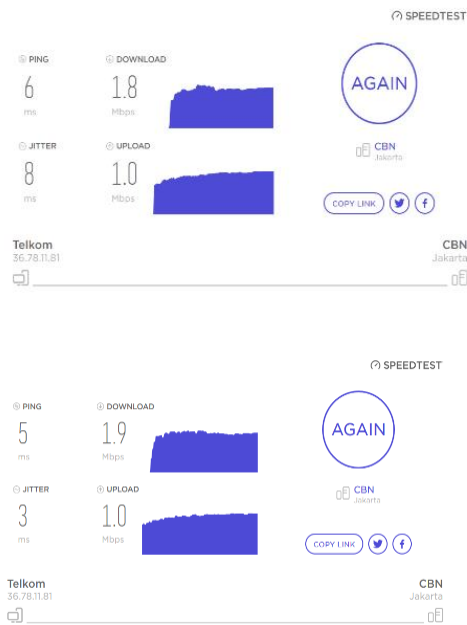 SPEEDTEST
PING DOWNLOAD
6 1.8
ms Mbps
AGAIN
JITTER UPLOAD
8 1.0
ms Mbps
CBN
Jakarta
COPY LINK
Telkom CBN
36.78.11.81 Jakarta
SPEEDTEST
PING DOWNLOAD
5 1.9
ms Mbps
AGAIN
JITTER UPLOAD
3 1.0
ms Mbps
CBN
Jakarta
COPY LINK
Telkom CBN
36.78.11.81 Jakarta